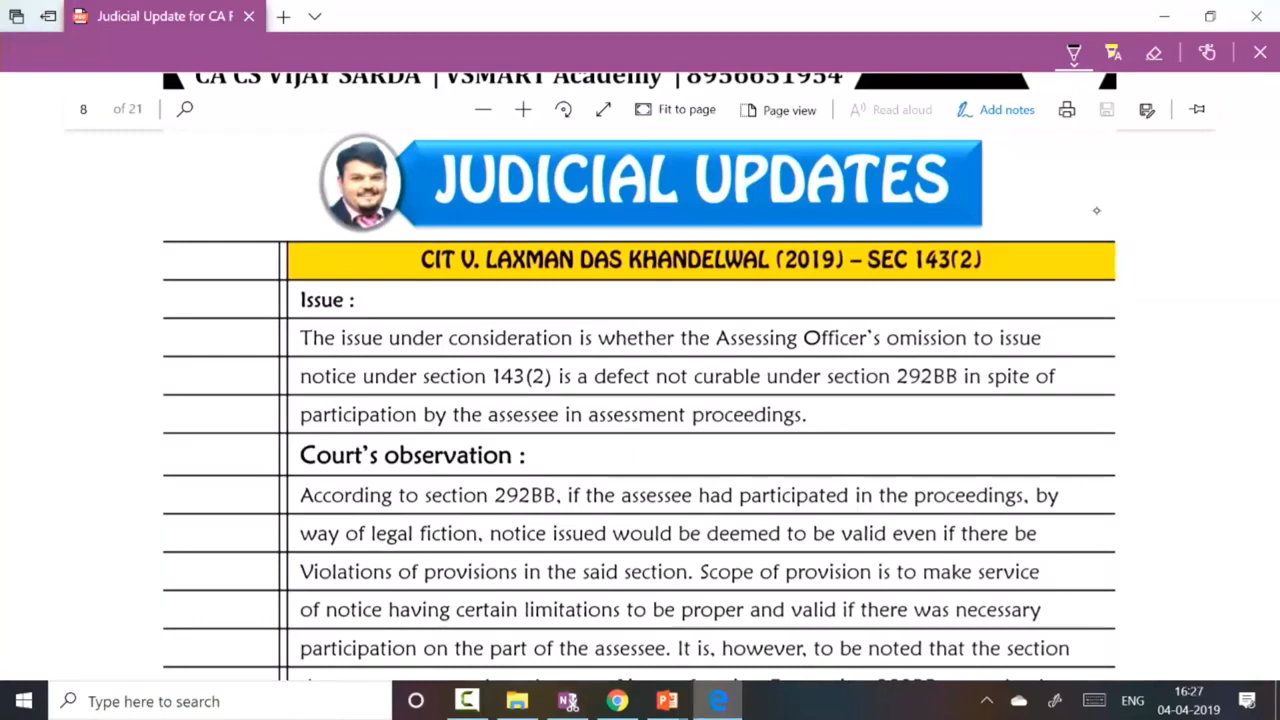 Judicial Update for CA F
CA CS VIJAY SARDA |VSMART Academy |8956651954
8 of 21 Fit to page Page view Read aloud Add notes
JUDICIAL UPDATES
CIT V. LAXMAN DAS KHANDELWAL (2019) – SEC 143(2)
Issue :
The issue under consideration is whether the Assessing Officer's omission to issue
notice under section 143(2) is a defect not curable under section 292BB in spite of
participation by the assessee in assessment proceedings.
Court's observation :
According to section 292BB, if the assessee had participated in the proceedings, by
way of legal fiction, notice issued would be deemed to be valid even if there be
Violations of provisions in the said section. Scope of provision is to make service
of notice having certain limitations to be proper and valid if there was necessary
participation on the part of the assessee. It is, however, to be noted that the section
Type here to search
ENG
16:27
04-04-2019